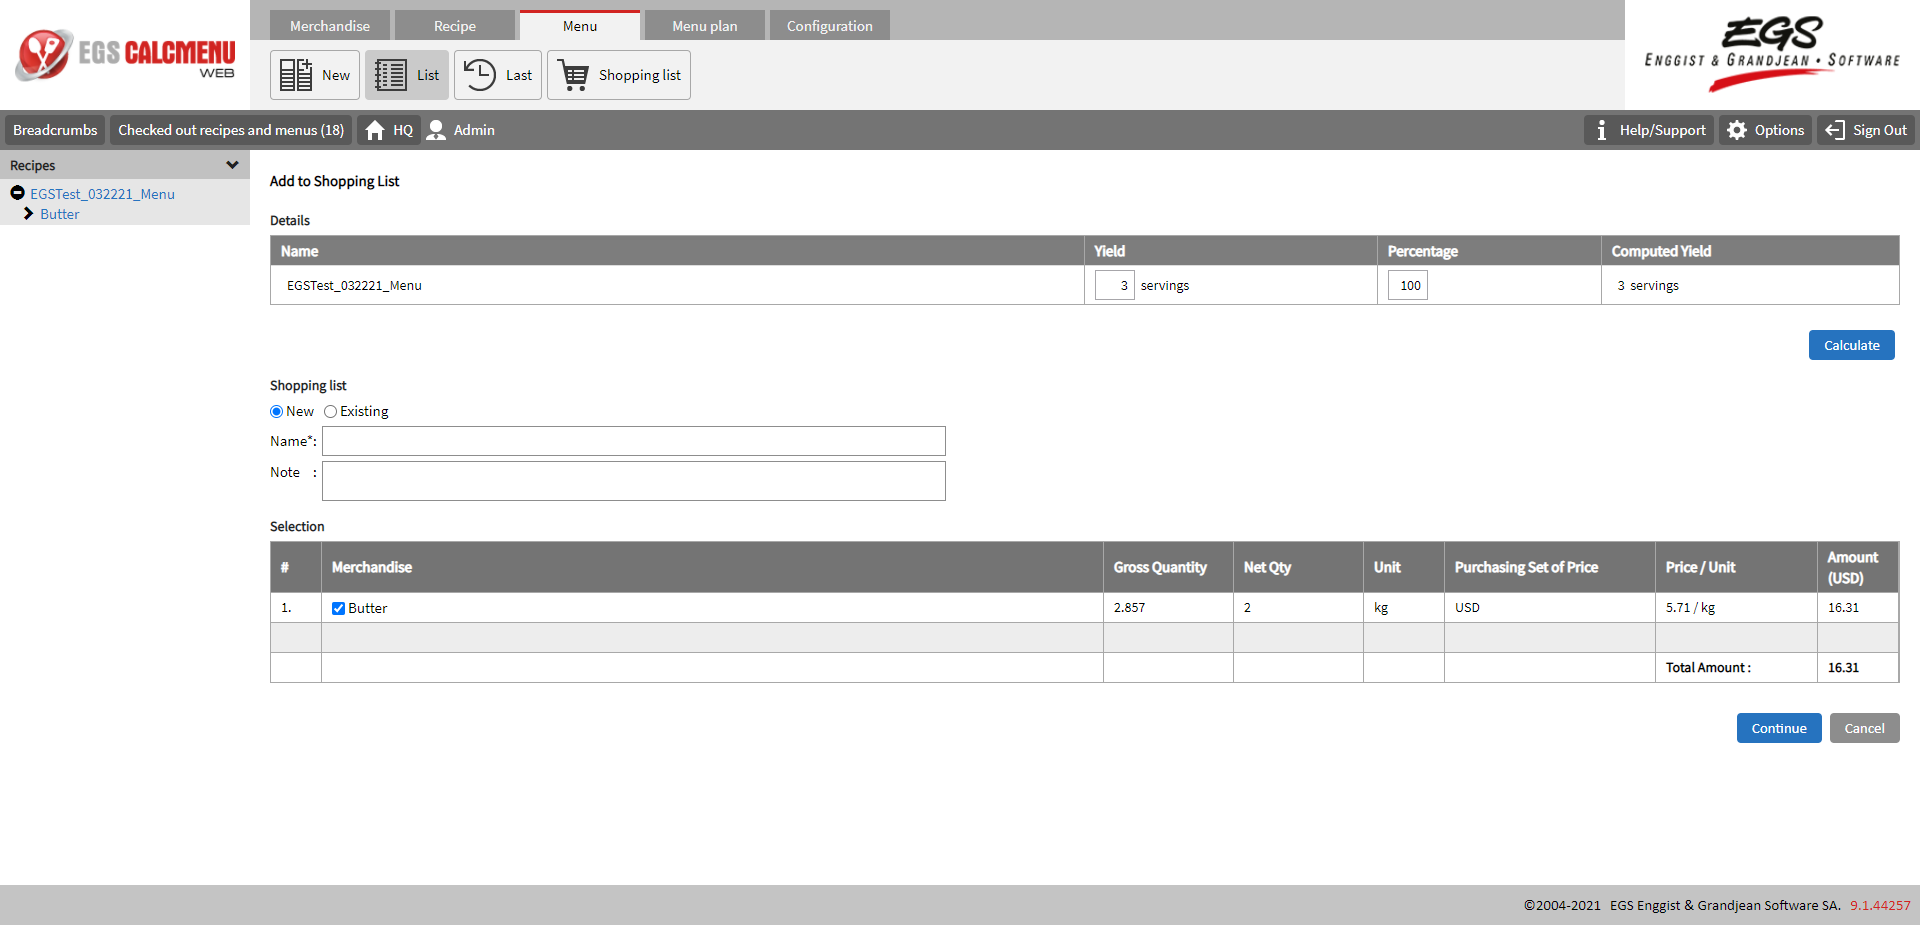 EGS CALCMENU
WEB
Merchandise Recipe Menu Menu plan Configuration
New List Last Shopping list
EGS
ENGGIST & GRANDJEAN • SOFTWARE
Breadcrumbs Checked out recipes and menus (18) HQ Admin Help/Support Options Sign Out
Recipes
EGSTest_032221_Menu
Butter
Add to Shopping List
Details
Name Yield Percentage Computed Yield
EGSTest_032221_Menu 3 servings 100 3 servings
Calculate
Shopping list
New Existing
Name*:
Note :
Selection
# Merchandise Gross Quantity Net Qty Unit Purchasing Set of Price Price / Unit Amount (USD)
1. Butter 2.857 2 kg USD 5.71 / kg 16.31
Total Amount : 16.31
Continue Cancel
©2004-2021 EGS Enggist & Grandjean Software SA. 9.1.44257